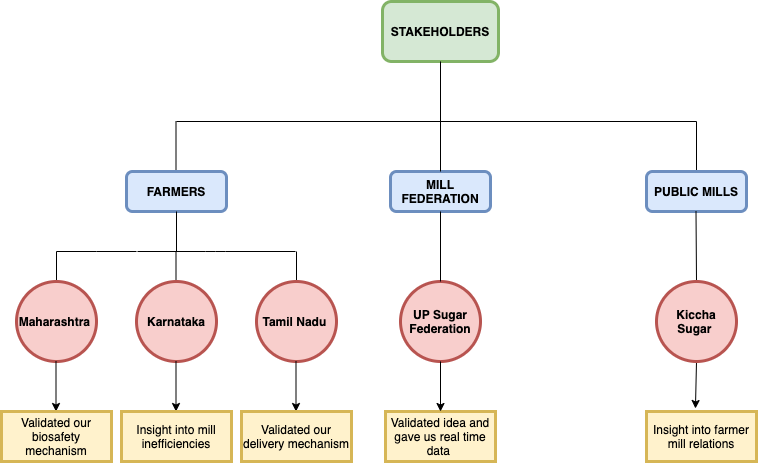 STAKEHOLDERS
FARMERS
MILL
FEDERATION
PUBLIC MILLS
Maharashtra
Karnataka
Tamil Nadu
UP Sugar
Federation
Kiccha
Sugar
Validated our
biosafety
mechanism
Insight into mill
inefficiencies
Validated our
delivery mechanism
Validated idea and
gave us real time
data
Insight into farmer
mill relations